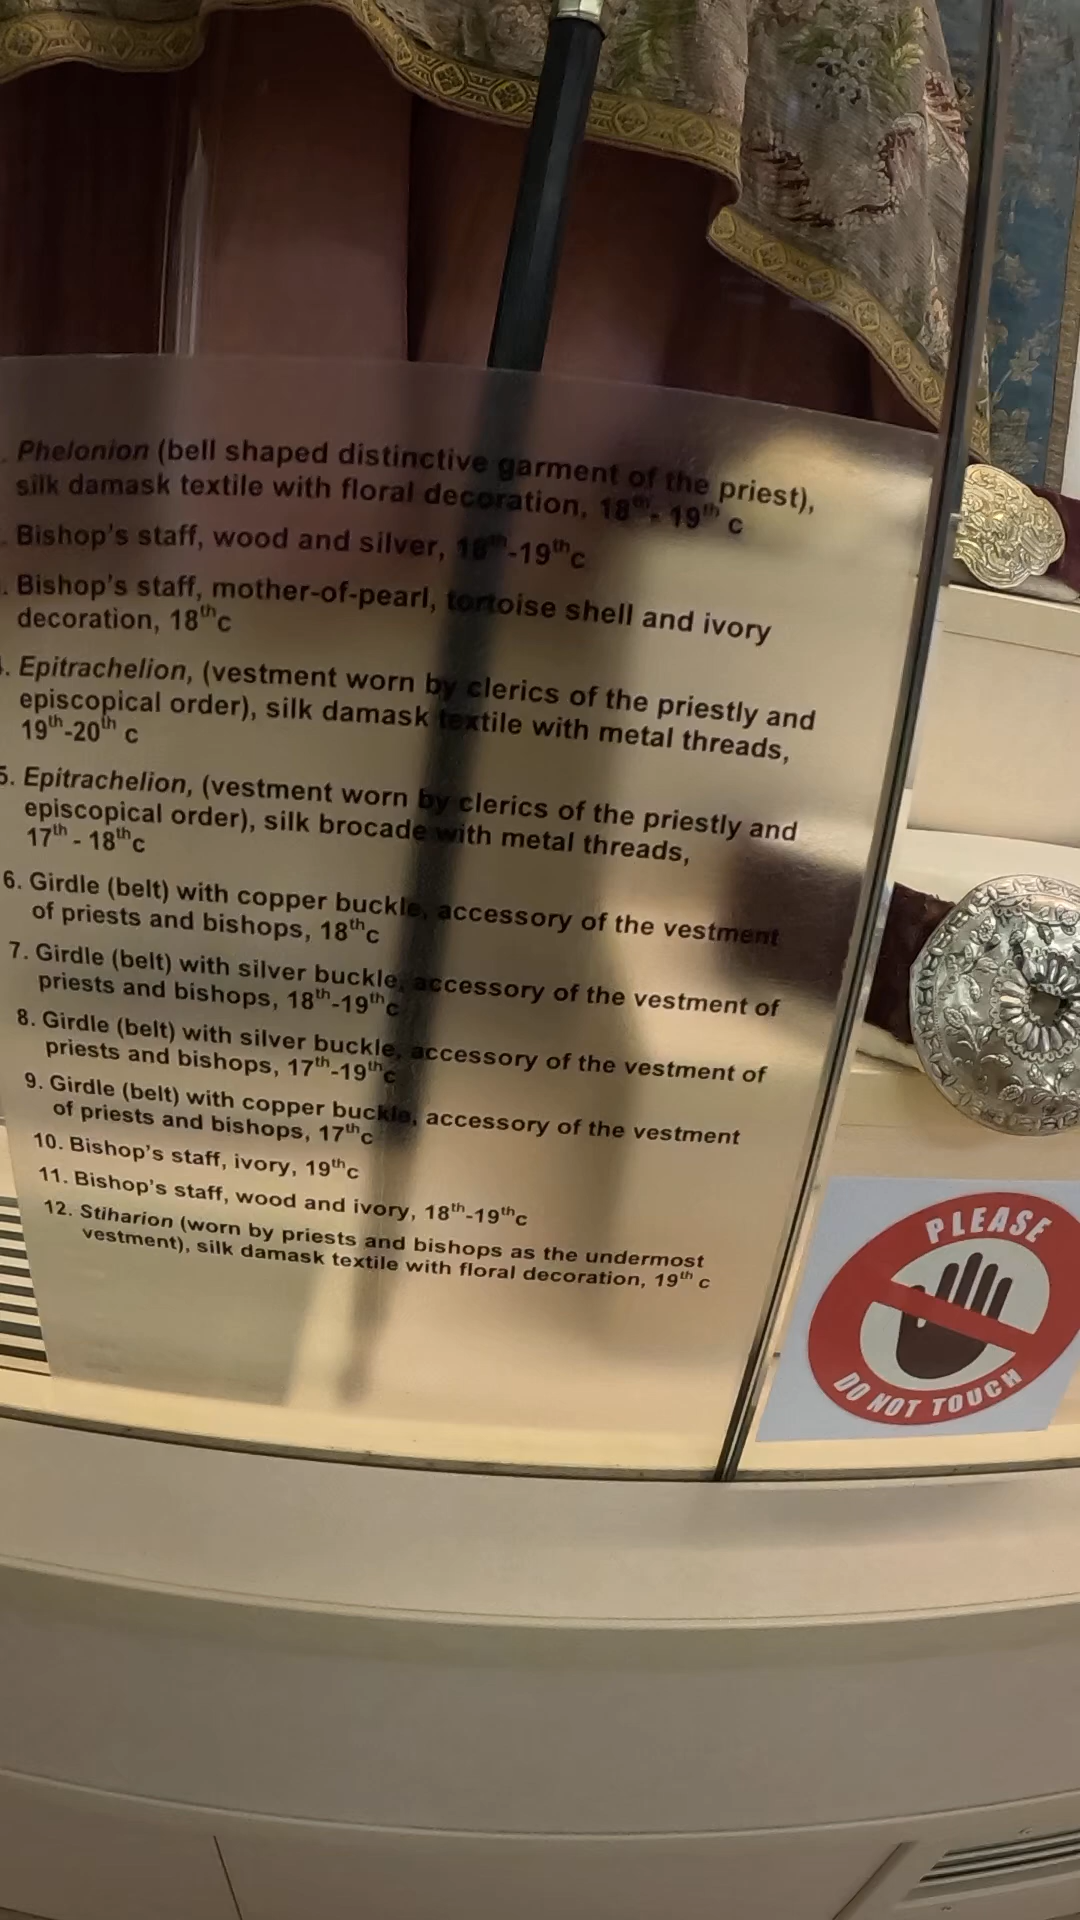 . Phelonion (bell shaped distinctive garment of the priest),
silk damask textile with floral decoration, 18th- 19th c
. Bishop's staff, wood and silver, 18th-19thc
. Bishop's staff, mother-of-pearl, tortoise shell and ivory
decoration, 18thc
. Epitrachelion, (vestment worn by clerics of the priestly and
episcopical order), silk damask textile with metal threads,
19th-20th c
5. Epitrachelion, (vestment worn by clerics of the priestly and
episcopical order), silk brocade with metal threads,
17th - 18thc
6. Girdle (belt) with copper buckle, accessory of the vestment
of priests and bishops, 18thc
7. Girdle (belt) with silver buckle, accessory of the vestment of
priests and bishops, 18th-19thc
8. Girdle (belt) with silver buckle, accessory of the vestment of
priests and bishops, 17th-19thc
9. Girdle (belt) with copper buckle, accessory of the vestment
of priests and bishops, 17thc
10. Bishop's staff, ivory, 19thc
11. Bishop's staff, wood and ivory, 18th-19thc
12. Stiharion (worn by priests and bishops as the undermost
vestment), silk damask textile with floral decoration, 19th c
PLEASE
DO NOT TOUCH